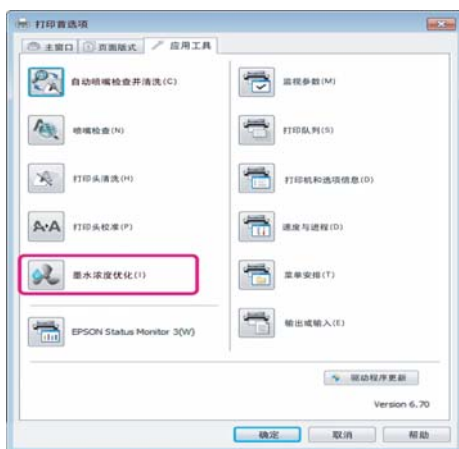 打印首选项
主窗口 页面版式 应用工具
自动喷嘴检查并清洗(C)
喷嘴检查(N)
打印头清洗(H)
打印头校准(P)
墨水浓度优化(I)
EPSON Status Monitor 3(W)
监视参数(M)
打印队列(S)
打印机和选项信息(O)
速度与进程(D)
菜单安排(T)
输出或输入(E)
驱动程序更新
Version 6.70
确定 取消 帮助